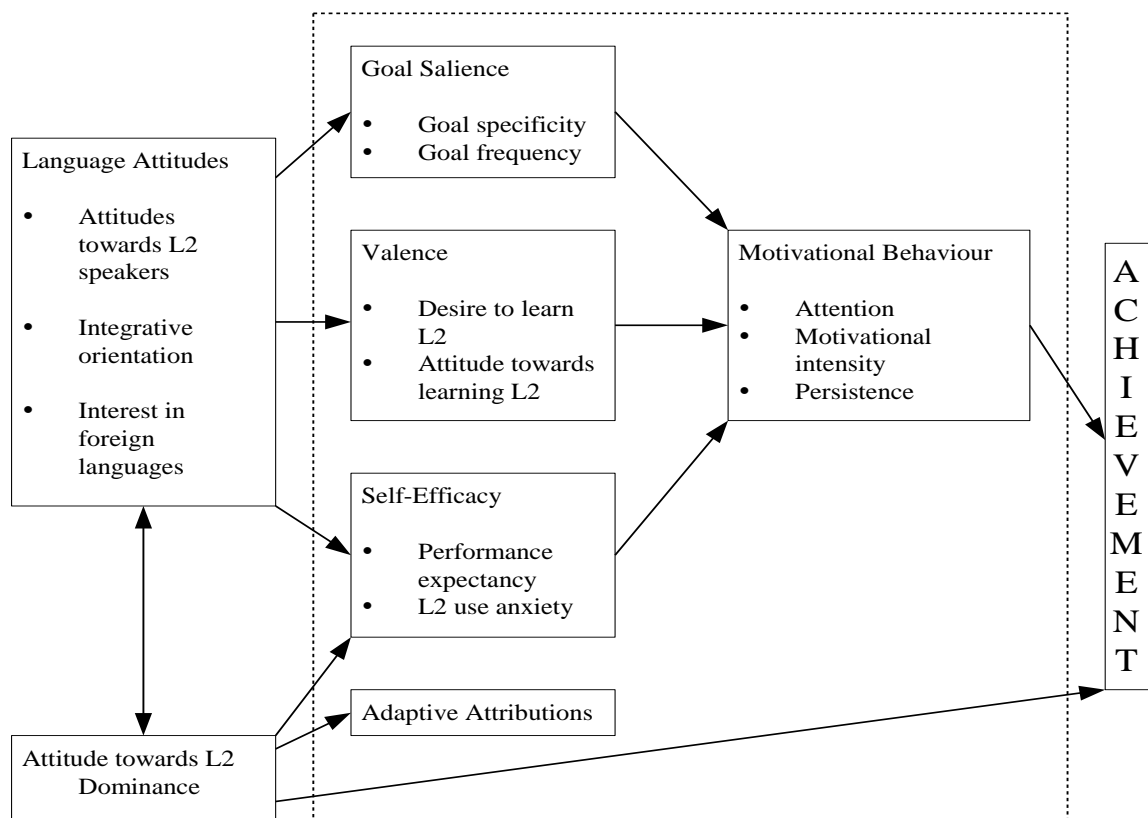 Goal Salience
• Goal specificity
• Goal frequency
Language Attitudes
• Attitudes
towards L2
speakers
• Integrative
orientation
• Interest in
foreign
languages
Valence
• Desire to learn
L2
• Attitude towards
learning L2
Motivational Behaviour
• Attention
• Motivational
intensity
• Persistence
Self-Efficacy
• Performance
expectancy
• L2 use anxiety
Adaptive Attributions
Attitude towards L2
Dominance
ACHIEVEMENT